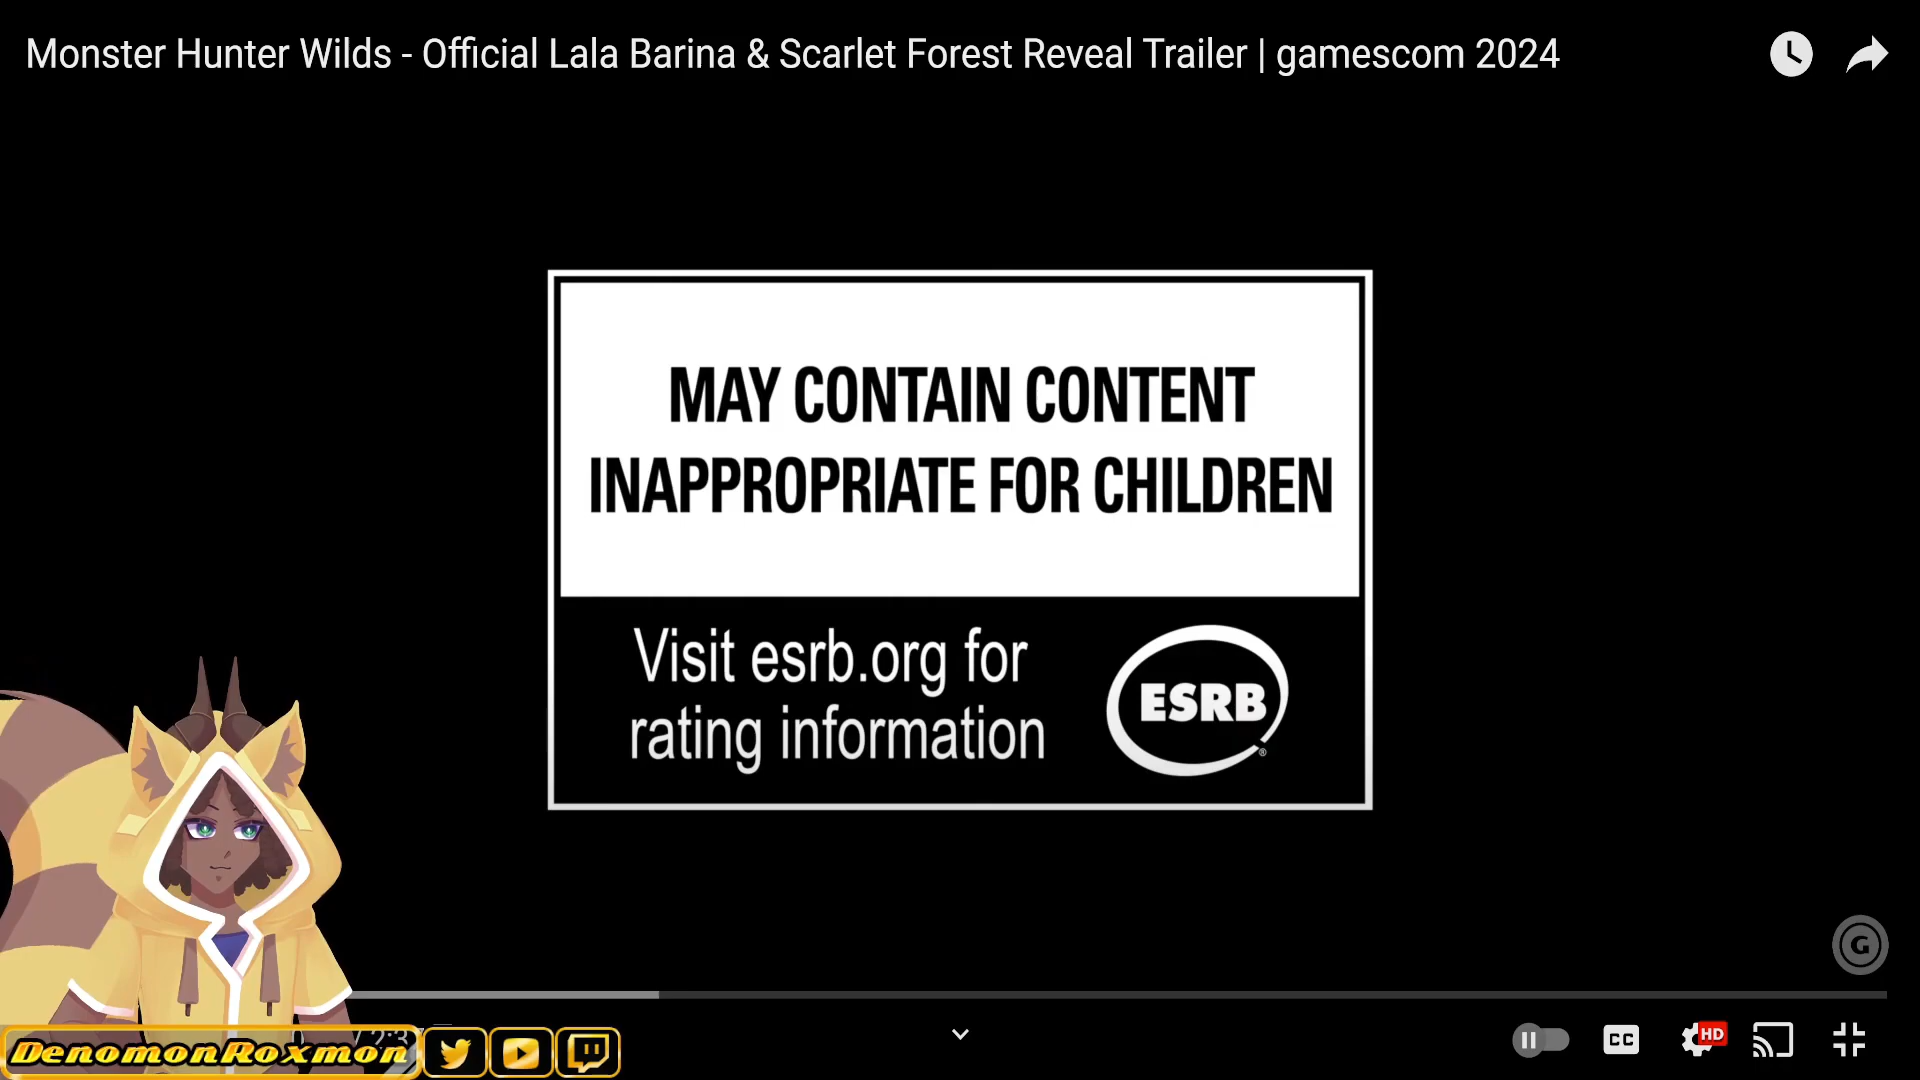 Monster Hunter Wilds - Official Lala Barina & Scarlet Forest Reveal Trailer | gamescom 2024
MAY CONTAIN CONTENT
INAPPROPRIATE FOR CHILDREN
Visit esrb.org for
rating information
ESRB
®
G
DenomonRoxmon
CC
HD